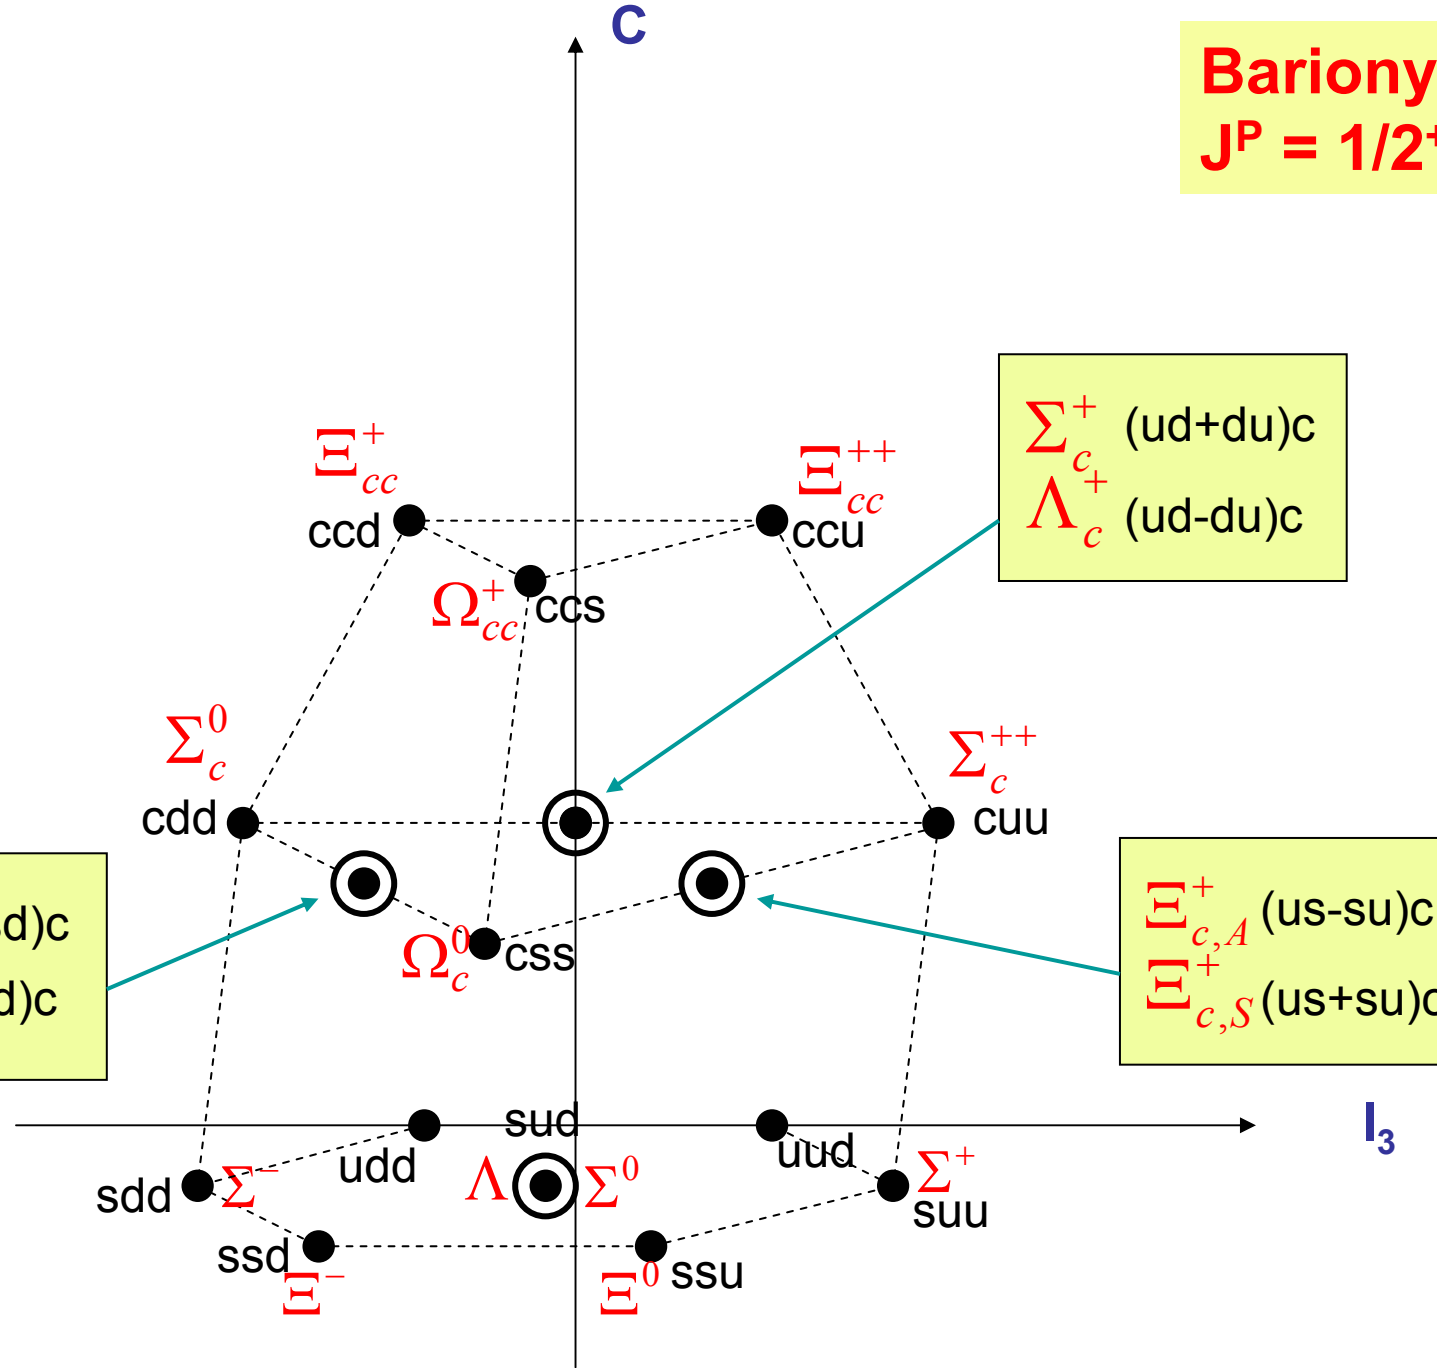 C
Bariony
J^P = 1/2^+
Σ_c^+ (ud+du)c
Λ_c^+ (ud-du)c
Ξ_cc^+
ccd
Ξ_cc^++
ccu
Ω_cc^+
ccs
Σ_c^0
cdd
Σ_c^++
cuu
d)c
d)c
Ω_c^0
css
Ξ_c,A^+ (us-su)c
Ξ_c,S^+ (us+su)c
I_3
sud
udd
uud
sdd
Σ^-
Λ
Σ^0
Σ^+
suu
ssd
Ξ^-
Ξ^0
ssu